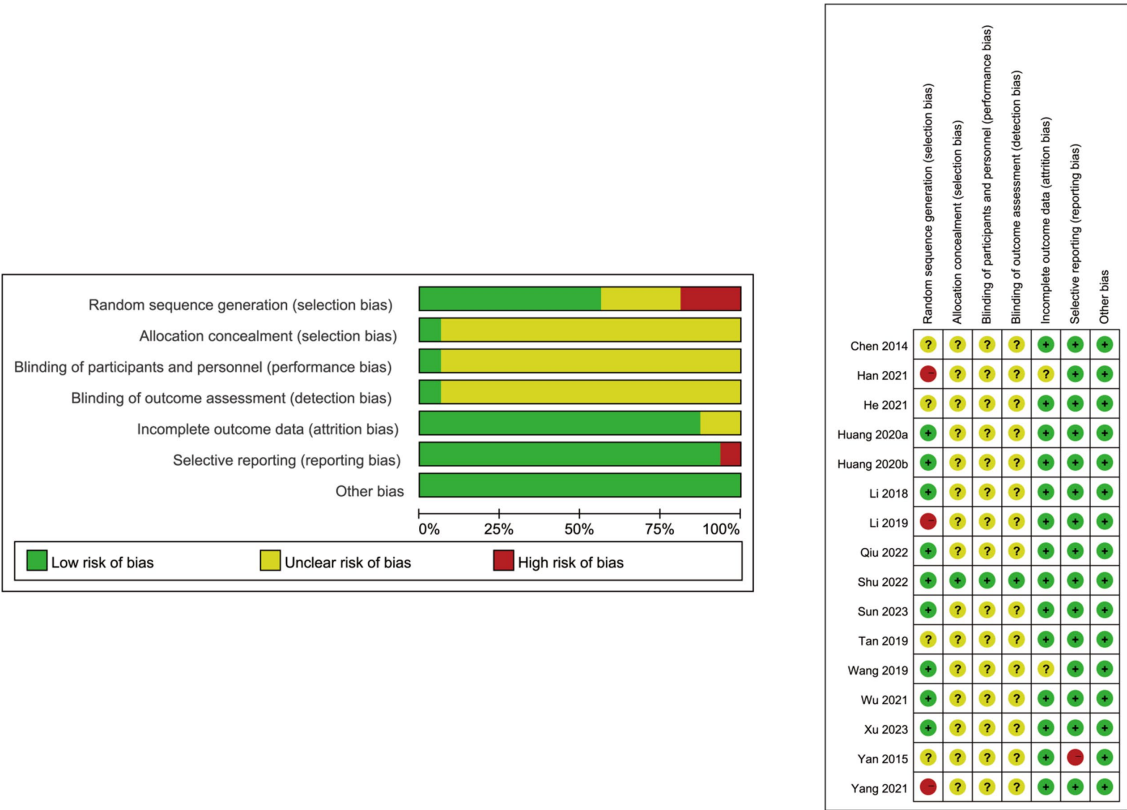 Random sequence generation (selection bias)
Allocation concealment (selection bias)
Blinding of participants and personnel (performance bias)
Blinding of outcome assessment (detection bias)
Incomplete outcome data (attrition bias)
Selective reporting (reporting bias)
Other bias
0% 25% 50% 75% 100%
Low risk of bias Unclear risk of bias High risk of bias
Random sequence generation (selection bias)
Allocation concealment (selection bias)
Blinding of participants and personnel (performance bias)
Blinding of outcome assessment (detection bias)
Incomplete outcome data (attrition bias)
Selective reporting (reporting bias)
Other bias
Chen 2014 ? ? ? ? + + +
Han 2021 - ? ? ? ? + +
He 2021 ? ? ? ? + + +
Huang 2020a + ? ? ? + + +
Huang 2020b + ? ? ? + + +
Li 2018 + ? ? ? + + +
Li 2019 - ? ? ? + + +
Qiu 2022 + ? ? ? + + +
Shu 2022 + + + + + + +
Sun 2023 + ? ? ? + + +
Tan 2019 ? ? ? ? + + +
Wang 2019 + ? ? ? ? + +
Wu 2021 + ? ? ? + + +
Xu 2023 + ? ? ? + + +
Yan 2015 ? ? ? ? + - +
Yang 2021 - ? ? ? + + +